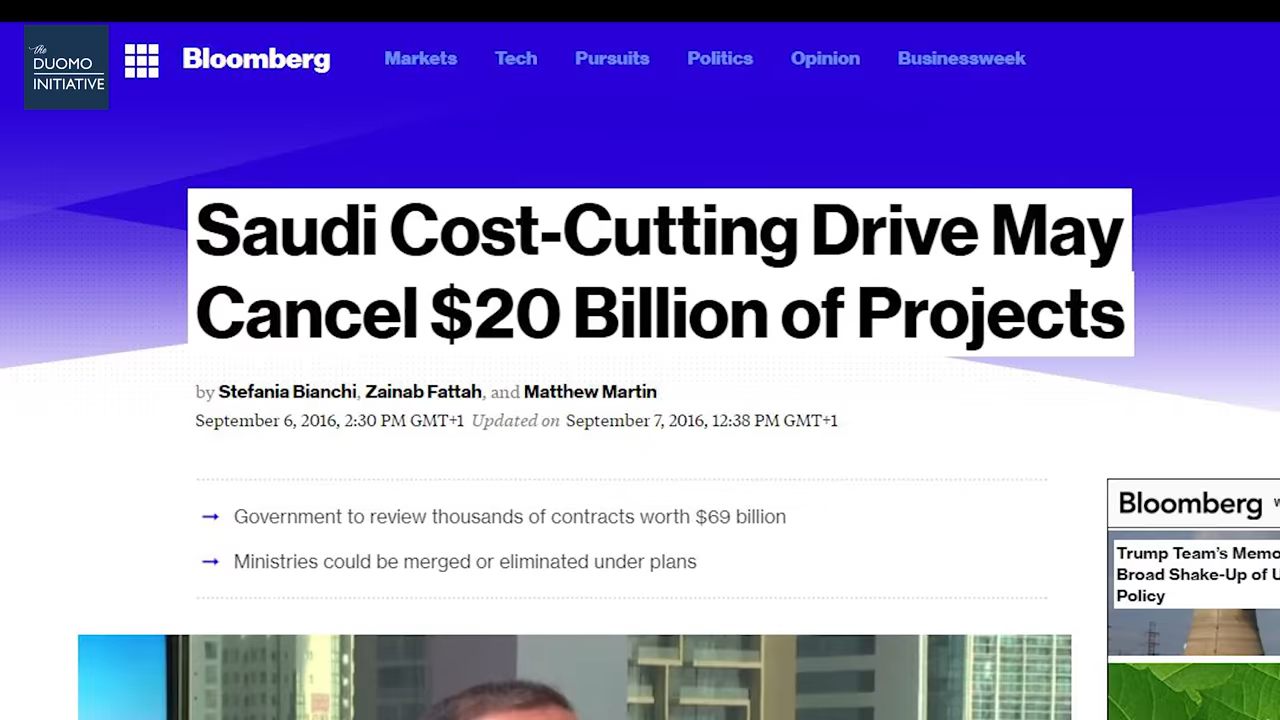 the
DUOMO
INITIATIVE
Bloomberg
Markets Tech Pursuits Politics Opinion Businessweek
Saudi Cost-Cutting Drive May
Cancel $20 Billion of Projects
by Stefania Bianchi, Zainab Fattah, and Matthew Martin
September 6, 2016, 2:30 PM GMT+1 Updated on September 7, 2016, 12:38 PM GMT+1
→ Government to review thousands of contracts worth $69 billion
→ Ministries could be merged or eliminated under plans
Bloomberg
Trump Team's Memo
Broad Shake-Up of U
Policy